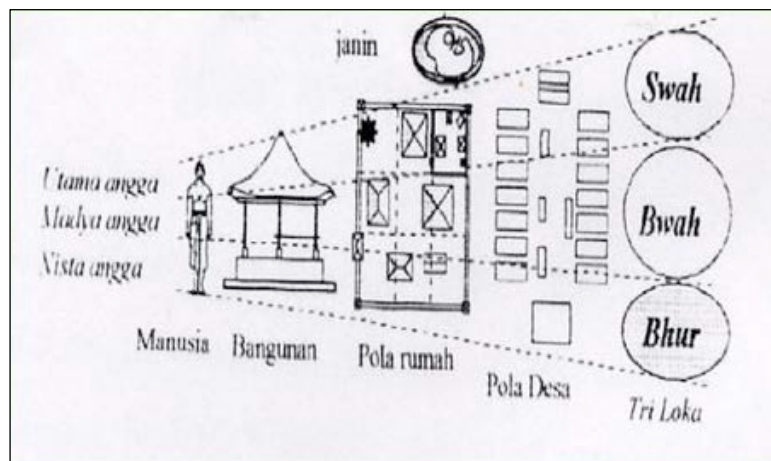 janin
Swah
Utama angga
Madya angga
Bwah
Nista angga
Bhur
Manusia
Bangunan
Pola rumah
Pola Desa
Tri Loka